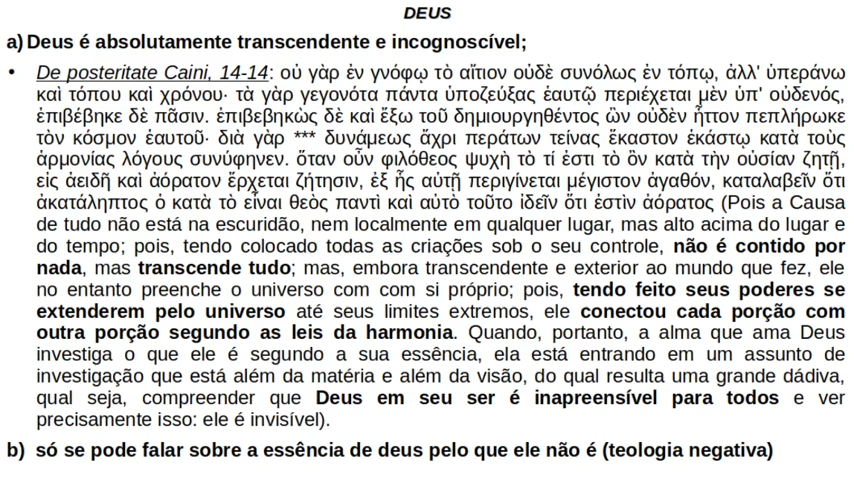 DEUS
a) Deus é absolutamente transcendente e incognoscível;
• De posteritate Caini, 14-14: οὐ γὰρ ἐν γνόφῳ τὸ αἴτιον οὐδὲ συνόλως ἐν τόπῳ, ἀλλ' ὑπεράνω
καὶ τόπου καὶ χρόνου· τὰ γὰρ γεγονότα πάντα ὑποζεύξας ἑαυτῷ περιέχεται μὲν ὑπ' οὐδενός,
ἐπιβέβηκε δὲ πᾶσιν. ἐπιβεβηκὼς δὲ καὶ ἔξω τοῦ δημιουργηθέντος ὢν οὐδὲν ἧττον πεπλήρωκε
τὸν κόσμον ἑαυτοῦ· διὰ γὰρ *** δυνάμεως ἄχρι περάτων τείνας ἕκαστον ἑκάστῳ κατὰ τοὺς
ἁρμονίας λόγους συνύφηνεν. ὅταν οὖν φιλόθεος ψυχὴ τὸ τί ἐστι τὸ ὂν κατὰ τὴν οὐσίαν ζητῇ,
εἰς ἀειδῆ καὶ ἀόρατον ἔρχεται ζήτησιν, ἐξ ἧς αὐτῇ περιγίνεται μέγιστον ἀγαθόν, καταλαβεῖν ὅτι
ἀκατάληπτος ὁ κατὰ τὸ εἶναι θεὸς παντὶ καὶ αὐτὸ τοῦτο ἰδεῖν ὅτι ἐστὶν ἀόρατος (Pois a Causa
de tudo não está na escuridão, nem localmente em qualquer lugar, mas alto acima do lugar e
do tempo; pois, tendo colocado todas as criações sob o seu controle, não é contido por
nada, mas transcende tudo; mas, embora transcendente e exterior ao mundo que fez, ele
no entanto preenche o universo com com si próprio; pois, tendo feito seus poderes se
extenderem pelo universo até seus limites extremos, ele conectou cada porção com
outra porção segundo as leis da harmonia. Quando, portanto, a alma que ama Deus
investiga o que ele é segundo a sua essência, ela está entrando em um assunto de
investigação que está além da matéria e além da visão, do qual resulta uma grande dádiva,
qual seja, compreender que Deus em seu ser é inapreensível para todos e ver
precisamente isso: ele é invisível).
b) só se pode falar sobre a essência de deus pelo que ele não é (teologia negativa)